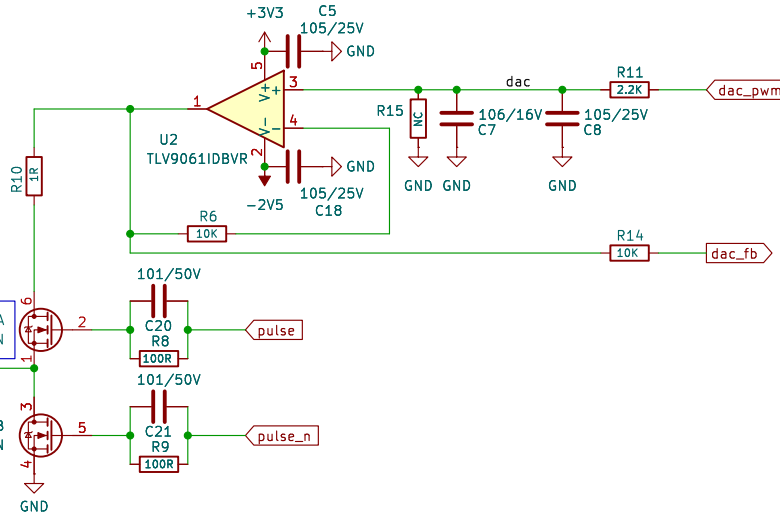 +3V3
C5
105/25V
GND
5
V+
+
3
1
4
-
V-
2
U2
TLV9061IDBVR
GND
-2V5
105/25V
C18
dac
R11
2.2K
dac_pwm
R15
NC
106/16V
C7
105/25V
C8
GND
GND
GND
R10
1R
R6
10K
R14
10K
dac_fb
101/50V
C20
R8
100R
pulse
6
2
1
101/50V
C21
R9
100R
pulse_n
3
5
4
GND